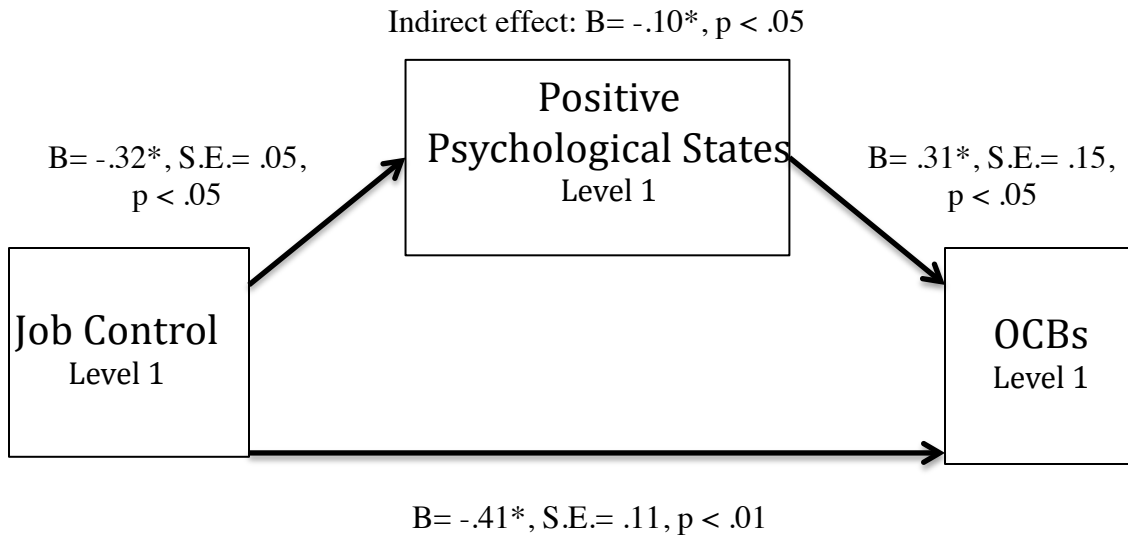 Indirect effect: B= -.10*, p < .05
Positive
Psychological States
Level 1
B= -.32*, S.E.= .05,
p < .05
B= .31*, S.E.= .15,
p < .05
Job Control
Level 1
OCBs
Level 1
B= -.41*, S.E.= .11, p < .01